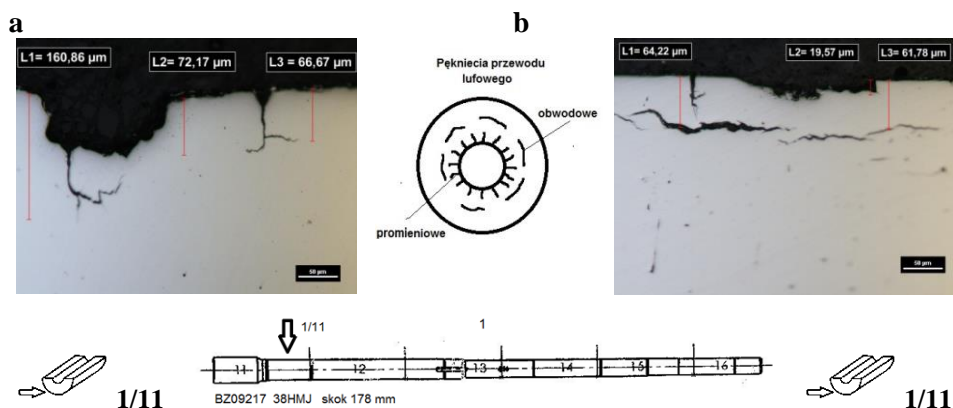 a
b
L1= 160,86 µm
L2= 72,17 µm
L3 = 66,67 µm
50 µm
Pęknięcia przewodu
lufowego
obwodowe
promieniowe
L1= 64,22 µm
L2= 19,57 µm
L3= 61,78 µm
50 µm
1/11
1/11
1
11
12
13
14
15
16
BZ09217 38HMJ skok 178 mm
1/11